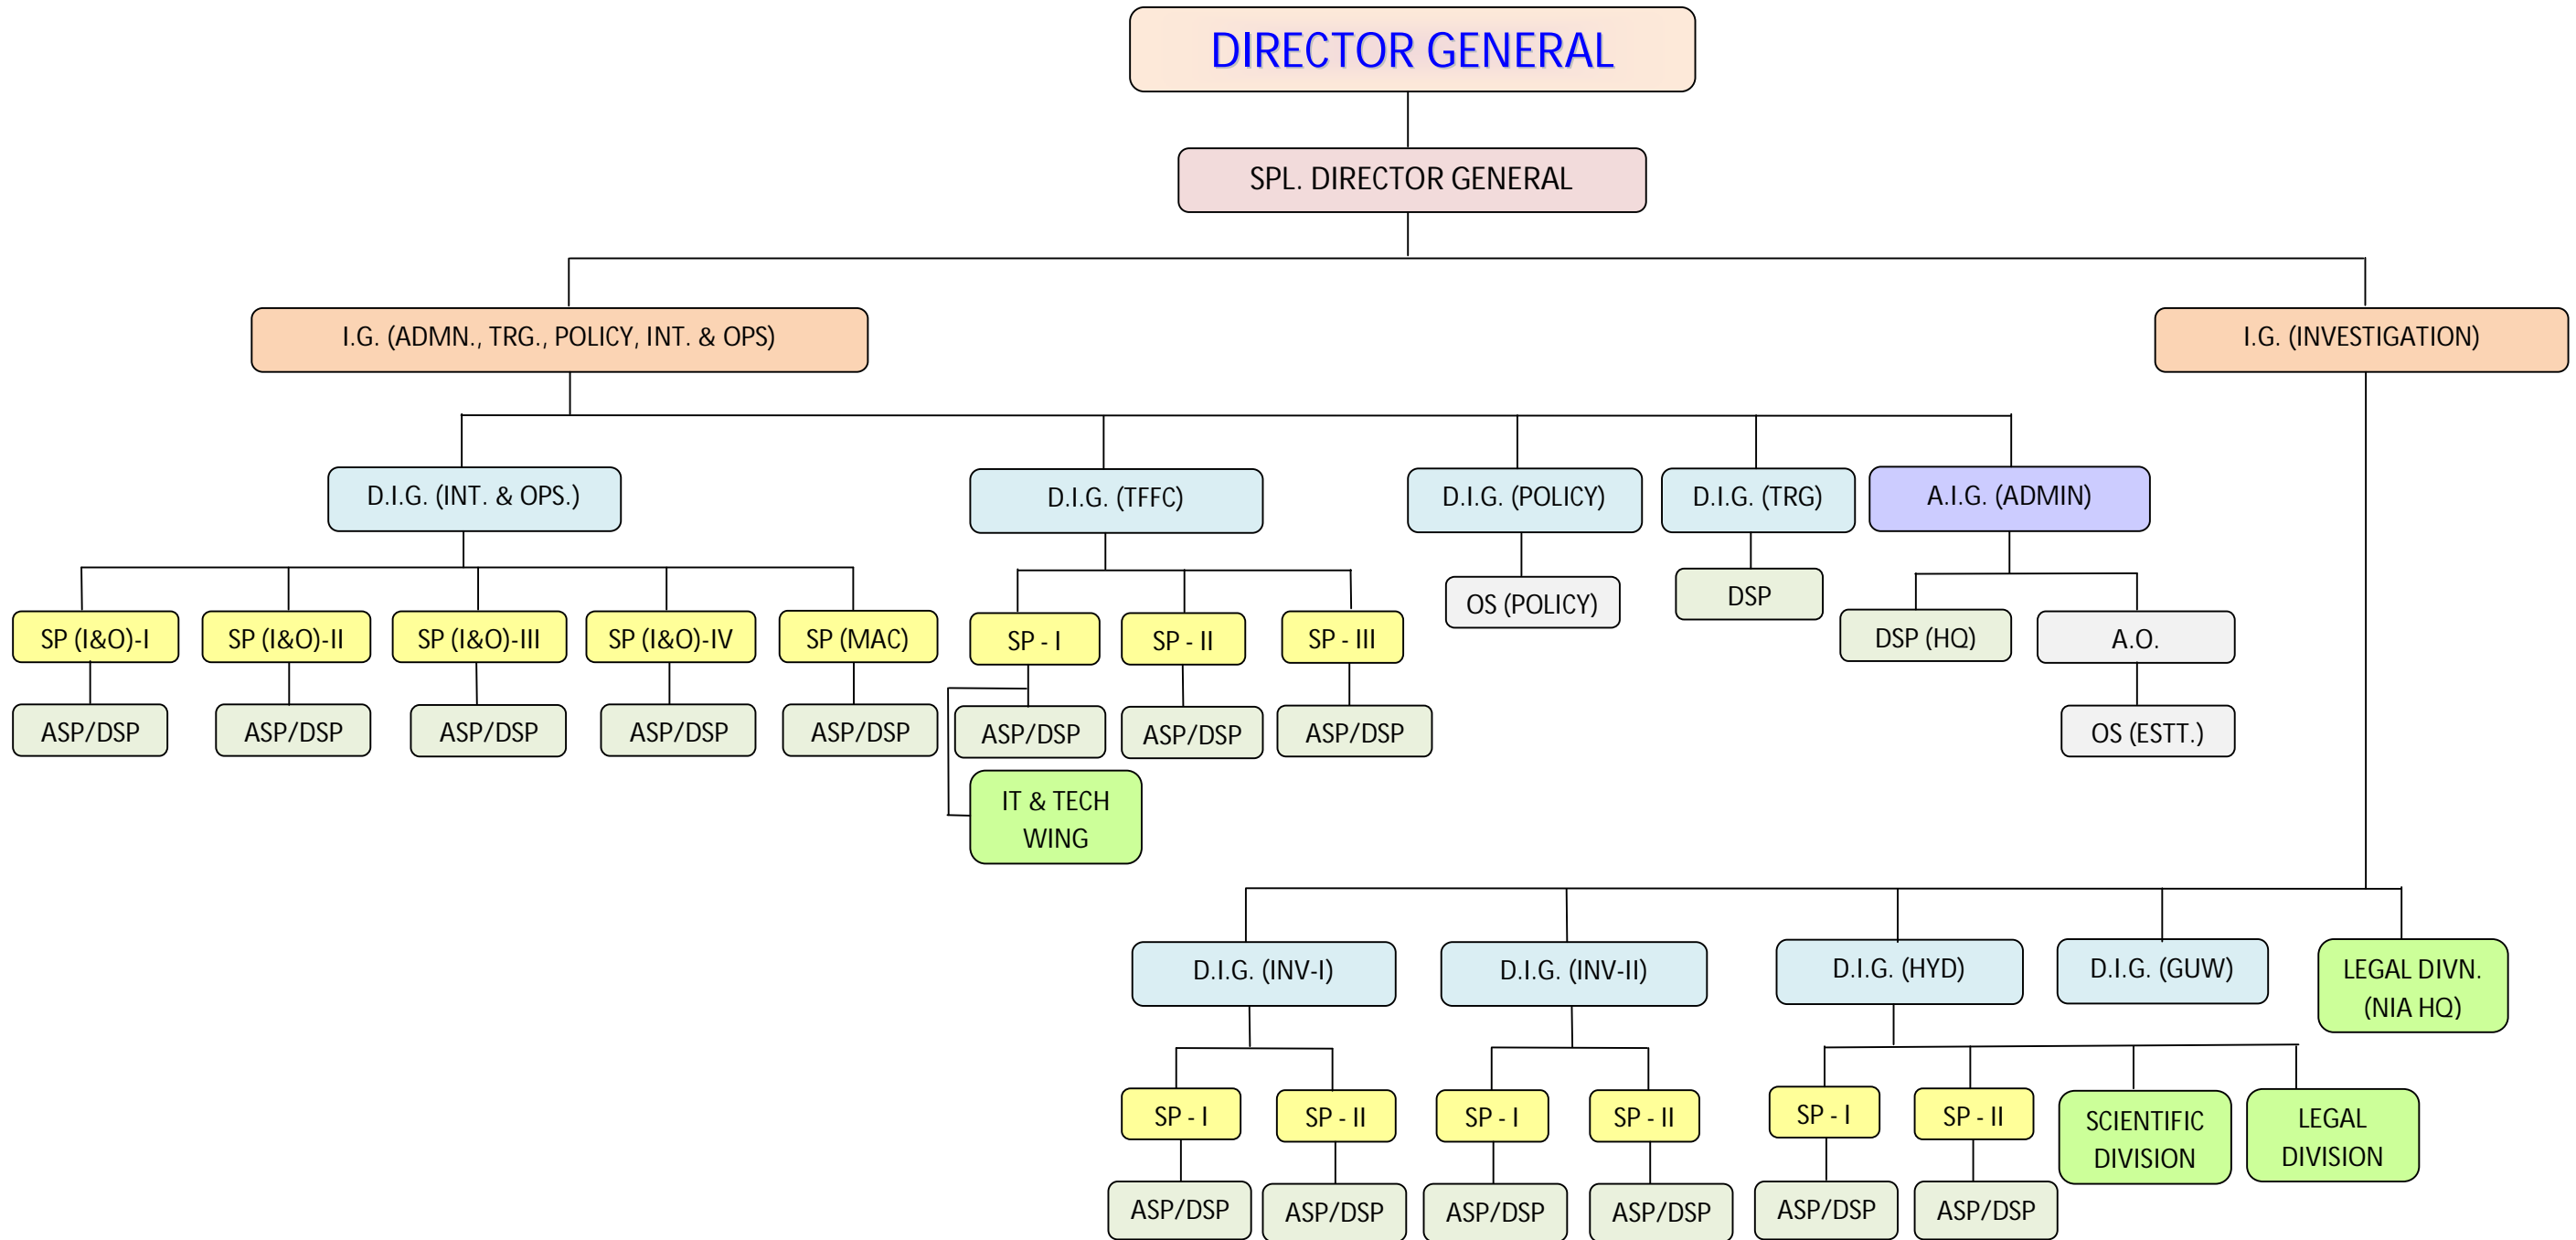 DIRECTOR GENERAL
SPL. DIRECTOR GENERAL
I.G. (ADMN., TRG., POLICY, INT. & OPS)
I.G. (INVESTIGATION)
D.I.G. (INT. & OPS.)
D.I.G. (TFFC)
D.I.G. (POLICY)
D.I.G. (TRG)
A.I.G. (ADMIN)
OS (POLICY)
DSP
SP (I&O)-I
SP (I&O)-II
SP (I&O)-III
SP (I&O)-IV
SP (MAC)
SP - I
SP - II
SP - III
DSP (HQ)
A.O.
ASP/DSP
ASP/DSP
ASP/DSP
ASP/DSP
ASP/DSP
ASP/DSP
ASP/DSP
ASP/DSP
OS (ESTT.)
IT & TECH
WING
D.I.G. (INV-I)
D.I.G. (INV-II)
D.I.G. (HYD)
D.I.G. (GUW)
LEGAL DIVN.
(NIA HQ)
SP - I
SP - II
SP - I
SP - II
SP - I
SP - II
SCIENTIFIC
DIVISION
LEGAL
DIVISION
ASP/DSP
ASP/DSP
ASP/DSP
ASP/DSP
ASP/DSP
ASP/DSP